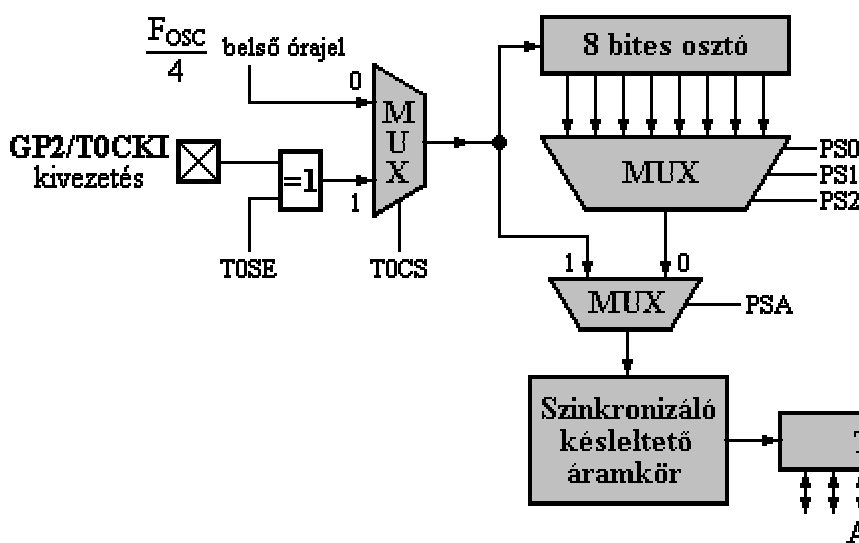 F_OSC/4 belső órajel
8 bites osztó
0
MUX
GP2/T0CKI
kivezetés
=1
1
T0SE
T0CS
MUX
PS0
PS1
PS2
1
0
MUX
PSA
Szinkronizáló
késleltető
áramkör